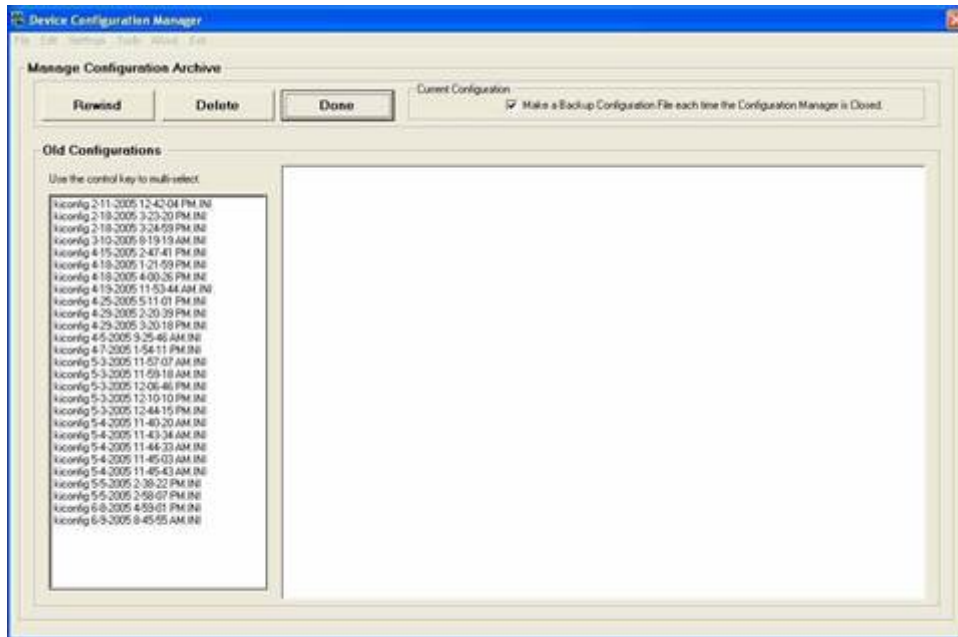 Device Configuration Manager
File Edit Settings Tools About Exit
Manage Configuration Archive
Rewind
Delete
Done
Current Configuration
Make a Backup Configuration File each time the Configuration Manager is Closed.
Old Configurations
Use the control key to multi-select
kiconfig 2-11-2005 12-42-04 PM.INI
kiconfig 2-18-2005 3-23-20 PM.INI
kiconfig 2-18-2005 3-24-59 PM.INI
kiconfig 3-10-2005 8-19-19 AM.INI
kiconfig 4-15-2005 2-47-41 PM.INI
kiconfig 4-18-2005 1-21-59 PM.INI
kiconfig 4-18-2005 4-00-26 PM.INI
kiconfig 4-19-2005 11-53-44 AM.INI
kiconfig 4-25-2005 5-11-01 PM.INI
kiconfig 4-29-2005 2-20-39 PM.INI
kiconfig 4-29-2005 3-20-18 PM.INI
kiconfig 4-5-2005 9-25-46 AM.INI
kiconfig 4-7-2005 1-54-11 PM.INI
kiconfig 5-3-2005 11-57-07 AM.INI
kiconfig 5-3-2005 11-59-18 AM.INI
kiconfig 5-3-2005 12-06-46 PM.INI
kiconfig 5-3-2005 12-10-10 PM.INI
kiconfig 5-3-2005 12-44-15 PM.INI
kiconfig 5-4-2005 11-40-20 AM.INI
kiconfig 5-4-2005 11-43-34 AM.INI
kiconfig 5-4-2005 11-44-33 AM.INI
kiconfig 5-4-2005 11-45-03 AM.INI
kiconfig 5-4-2005 11-45-43 AM.INI
kiconfig 5-5-2005 2-38-22 PM.INI
kiconfig 5-5-2005 2-58-07 PM.INI
kiconfig 6-8-2005 4-59-01 PM.INI
kiconfig 6-9-2005 8-45-55 AM.INI